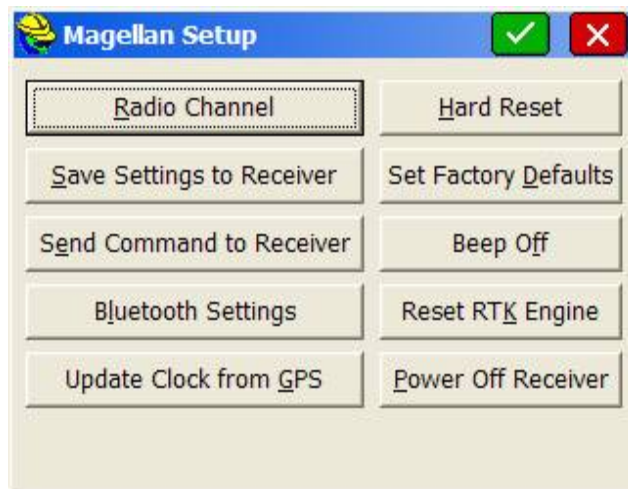 Magellan Setup
Radio Channel
Hard Reset
Save Settings to Receiver
Set Factory Defaults
Send Command to Receiver
Beep Off
Bluetooth Settings
Reset RTK Engine
Update Clock from GPS
Power Off Receiver